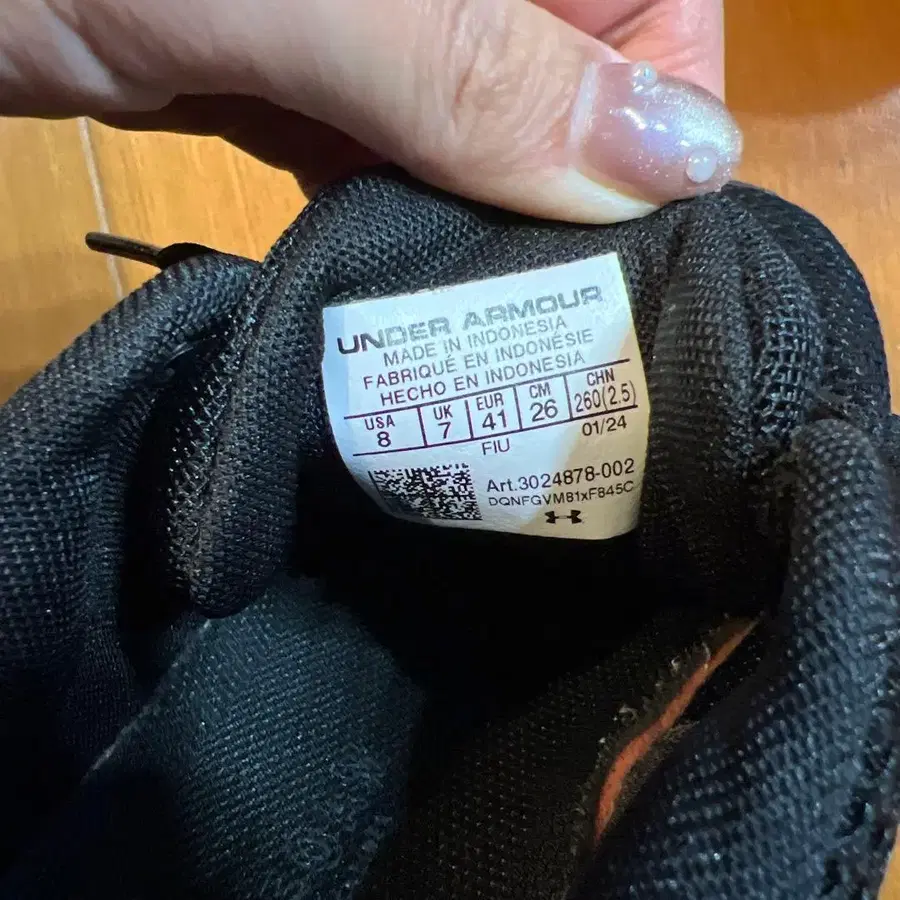 UNDER ARMOUR
MADE IN INDONESIA
FABRIQUÉ EN INDONÉSIE
HECHO EN INDONESIA
USA UK EUR CM CHN
8 7 41 26 260(2.5)
FIU 01/24
Art.3024878-002
DQNFGVM81xF845C